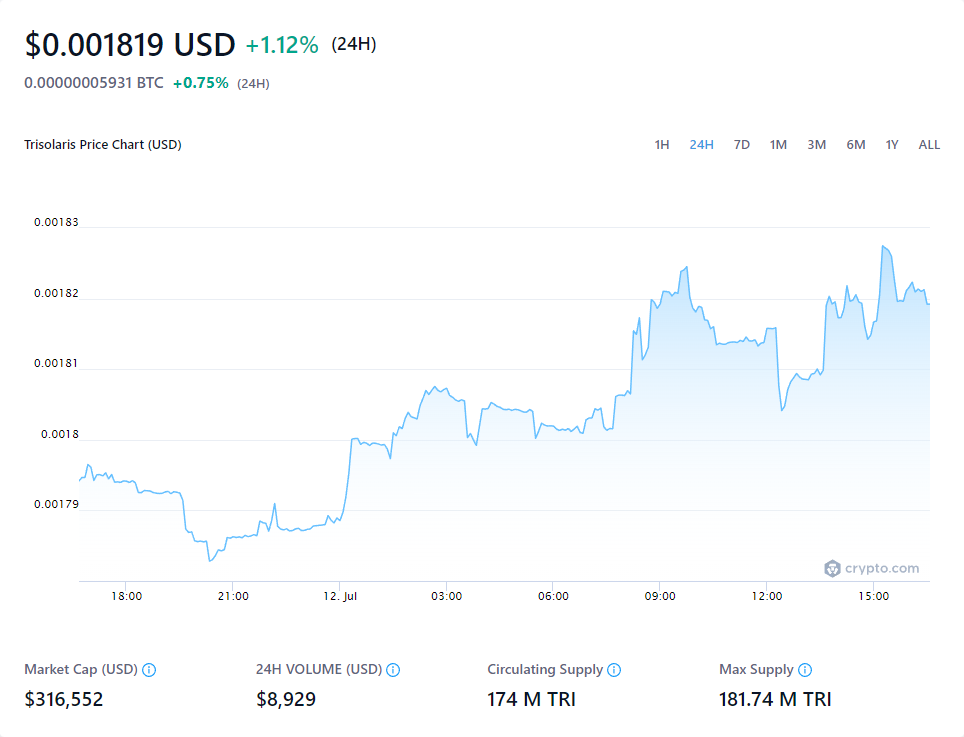 $0.001819 USD +1.12% (24H)
0.00000005931 BTC +0.75% (24H)
Trisolaris Price Chart (USD) 1H 24H 7D 1M 3M 6M 1Y ALL
0.00183
0.00182
0.00181
0.0018
0.00179
crypto.com
18:00 21:00 12. Jul 03:00 06:00 09:00 12:00 15:00
Market Cap (USD) 24H VOLUME (USD) Circulating Supply Max Supply
$316,552 $8,929 174 M TRI 181.74 M TRI